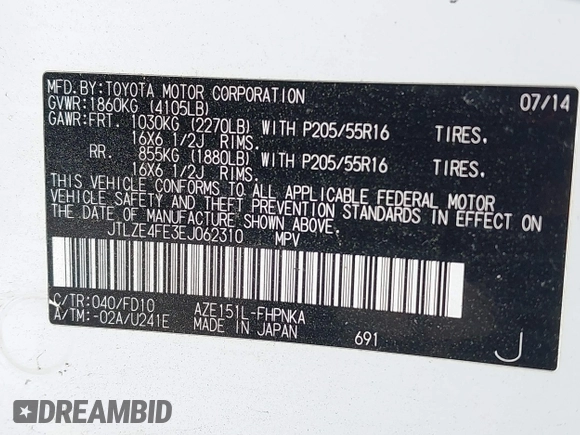 MFD.BY:TOYOTA MOTOR CORPORATION 07/14
GVWR:1860KG (4105LB)
GAWR:FRT. 1030KG (2270LB) WITH P205/55R16 TIRES.
16X6 1/2J RIMS.
RR. 855KG (1880LB) WITH P205/55R16 TIRES.
16X6 1/2J RIMS.
THIS VEHICLE CONFORMS TO ALL APPLICABLE FEDERAL MOTOR
VEHICLE SAFETY AND THEFT PREVENTION STANDARDS IN EFFECT ON
THE DATE OF MANUFACTURE SHOWN ABOVE.
JTLZE4FE3EJ062310 MPV
C/TR:040/FD10 AZE151L-FHPNKA
A/TM:-02A/U241E MADE IN JAPAN 691 J
DREAMBID